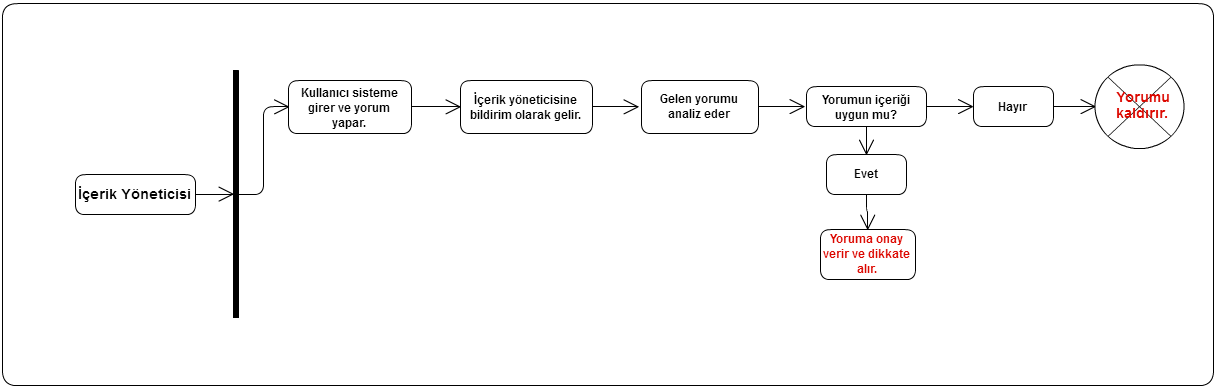 İçerik Yöneticisi
Kullanıcı sisteme
girer ve yorum
yapar.
İçerik yöneticisine
bildirim olarak gelir.
Gelen yorumu
analiz eder
Yorumun içeriği
uygun mu?
Hayır
Yorumu
kaldırır.
Evet
Yoruma onay
verir ve dikkate
alır.